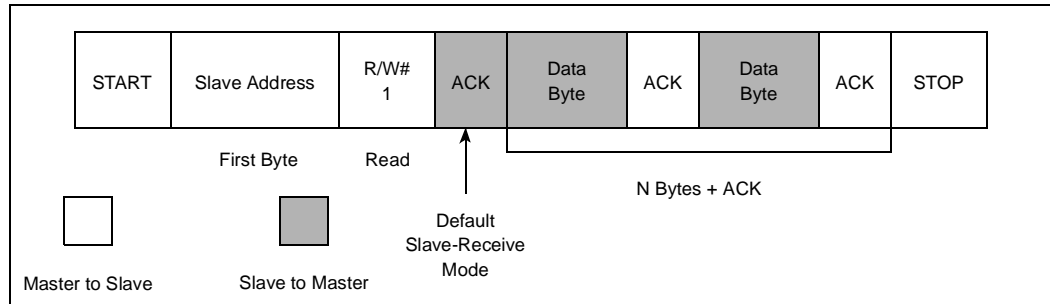 START
Slave Address
R/W#
1
ACK
Data
Byte
ACK
Data
Byte
ACK
STOP
First Byte
Read
N Bytes + ACK
Default
Slave-Receive
Mode
Master to Slave
Slave to Master